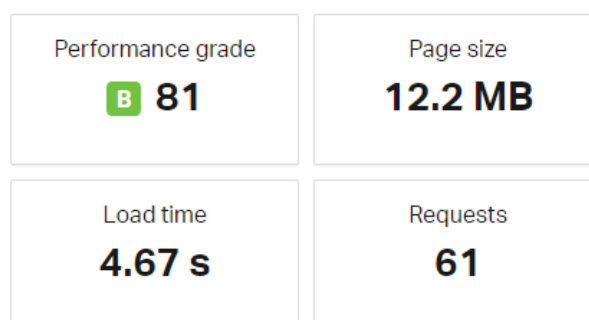 Performance grade
B 81
Page size
12.2 MB
Load time
4.67 s
Requests
61